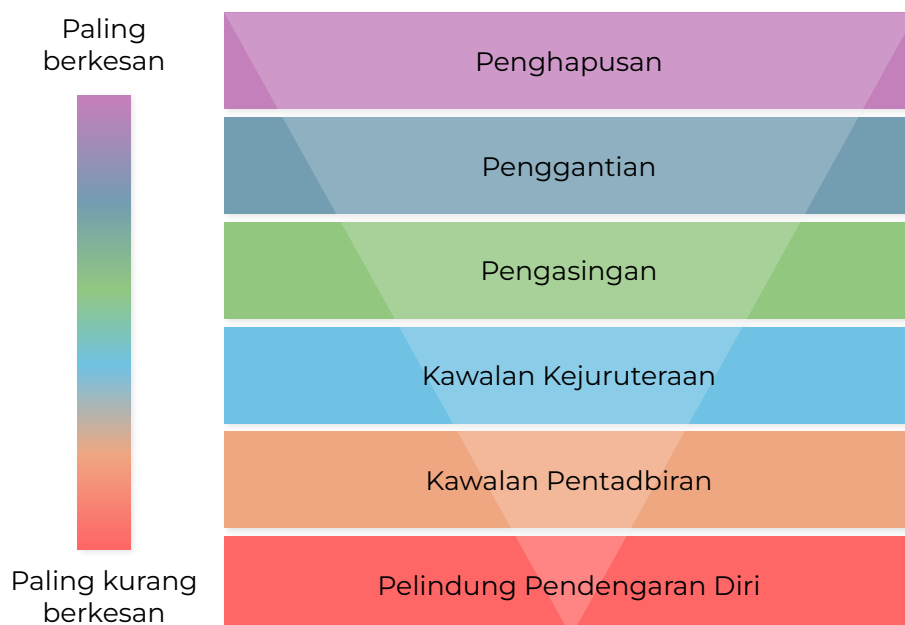 Paling
berkesan
Penghapusan
Penggantian
Pengasingan
Kawalan Kejuruteraan
Kawalan Pentadbiran
Pelindung Pendengaran Diri
Paling kurang
berkesan